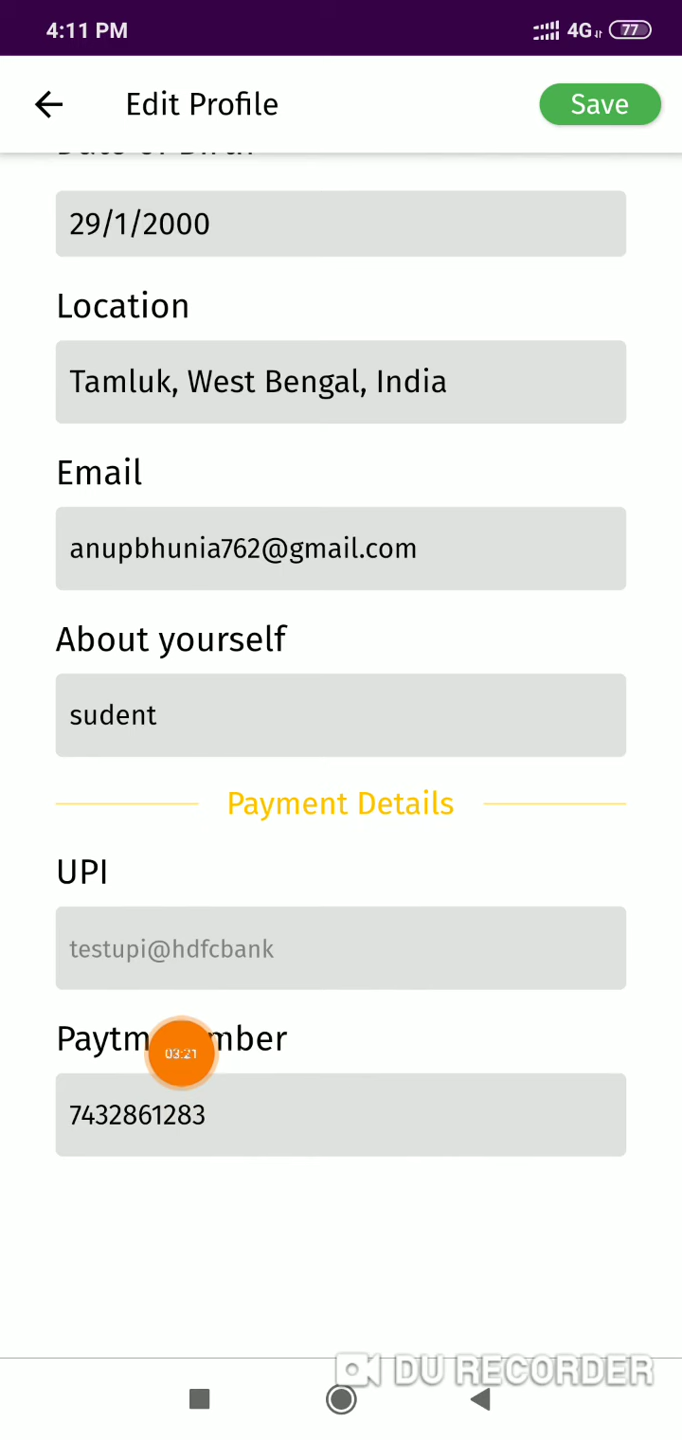 4:11 PM
4G
77
Edit Profile
Save
29/1/2000
Location
Tamluk, West Bengal, India
Email
anupbhunia762@gmail.com
About yourself
sudent
Payment Details
UPI
testupi@hdfcbank
Paytm mber
03:21
7432861283
DU RECORDER